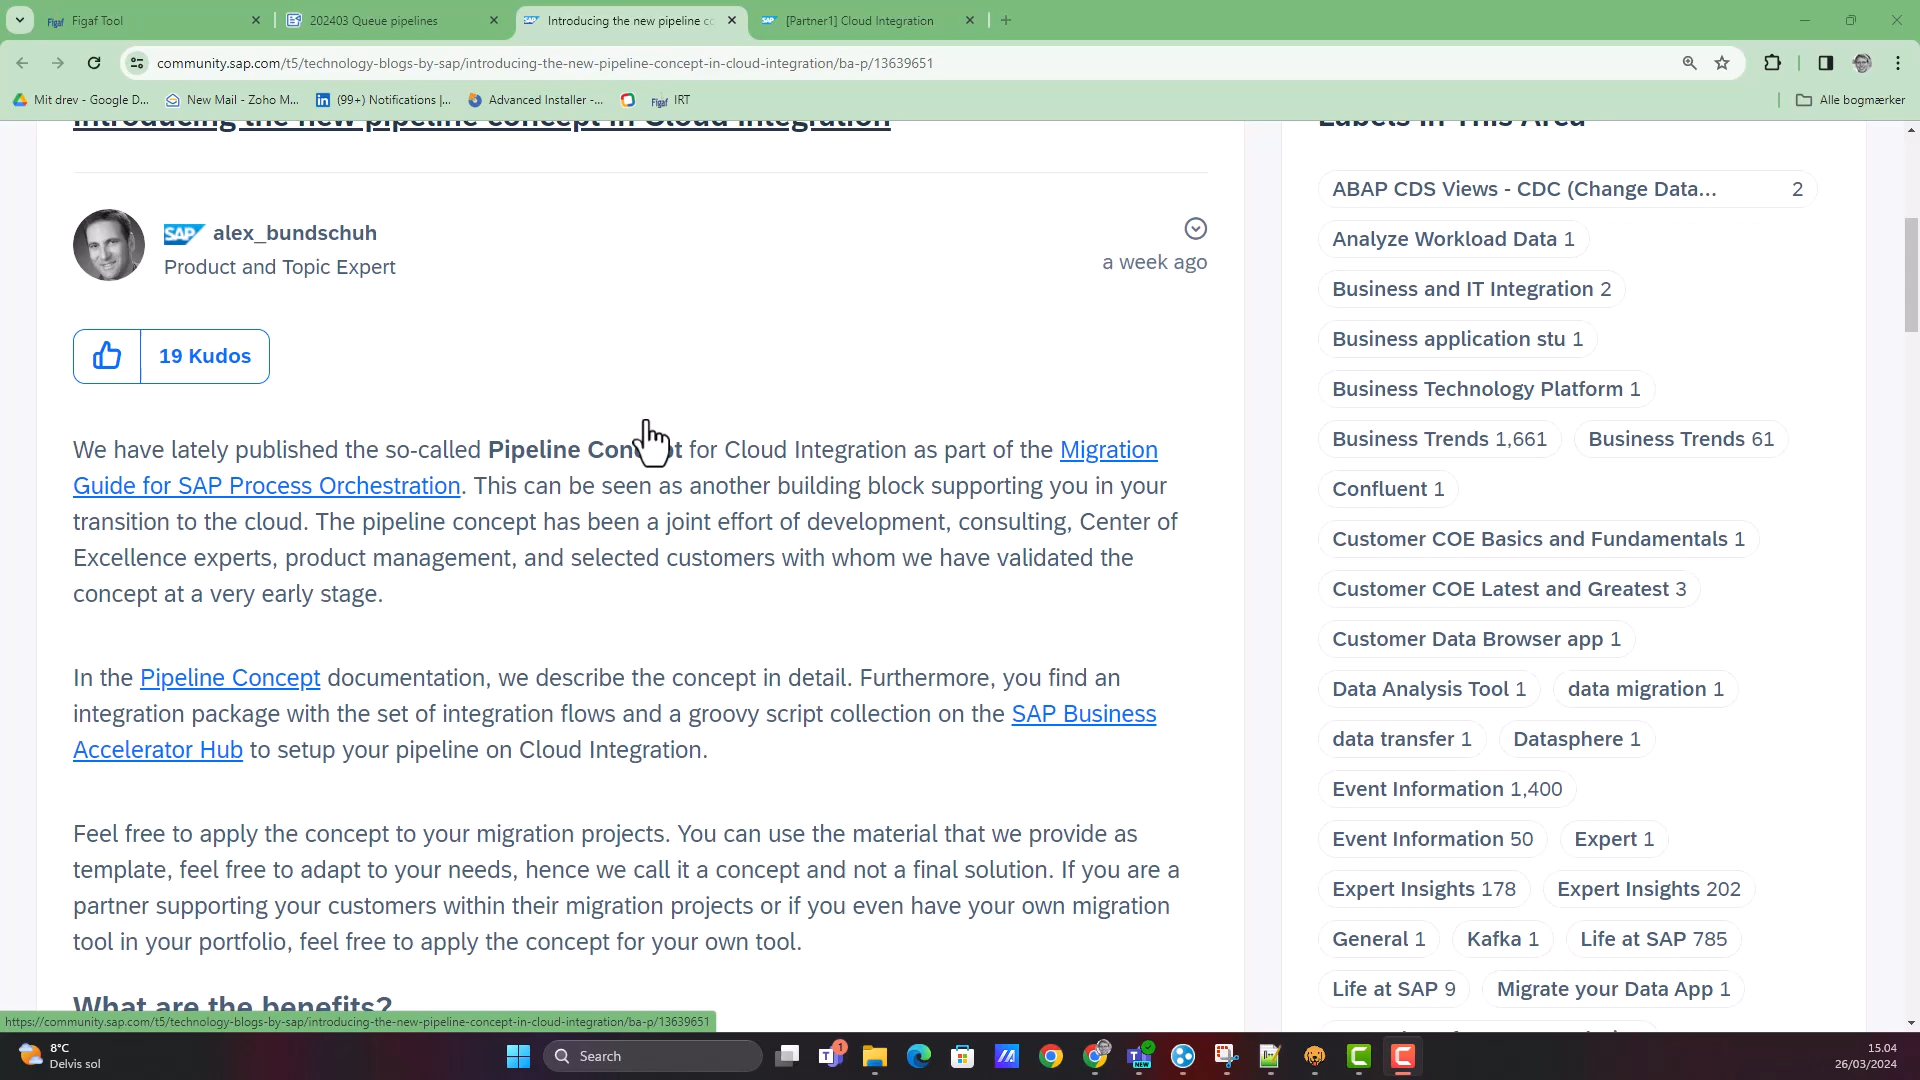 Figaf Tool
202403 Queue pipelines
Introducing the new pipeline co
[Partner1] Cloud Integration
community.sap.com/t5/technology-blogs-by-sap/introducing-the-new-pipeline-concept-in-cloud-integration/ba-p/13639651
Mit drev - Google D...
New Mail - Zoho M...
(99+) Notifications |...
Advanced Installer -...
Figaf
IRT
Alle bogmærker
Introducing the new pipeline concept in Cloud Integration
SAP alex_bundschuh
Product and Topic Expert
a week ago
19 Kudos
We have lately published the so-called Pipeline Concept for Cloud Integration as part of the Migration
Guide for SAP Process Orchestration. This can be seen as another building block supporting you in your
transition to the cloud. The pipeline concept has been a joint effort of development, consulting, Center of
Excellence experts, product management, and selected customers with whom we have validated the
concept at a very early stage.
In the Pipeline Concept documentation, we describe the concept in detail. Furthermore, you find an
integration package with the set of integration flows and a groovy script collection on the SAP Business
Accelerator Hub to setup your pipeline on Cloud Integration.
Feel free to apply the concept to your migration projects. You can use the material that we provide as
template, feel free to adapt to your needs, hence we call it a concept and not a final solution. If you are a
partner supporting your customers within their migration projects or if you even have your own migration
tool in your portfolio, feel free to apply the concept for your own tool.
What are the benefits?
Labels in This Area
ABAP CDS Views - CDC (Change Data... 2
Analyze Workload Data 1
Business and IT Integration 2
Business application stu 1
Business Technology Platform 1
Business Trends 1,661
Business Trends 61
Confluent 1
Customer COE Basics and Fundamentals 1
Customer COE Latest and Greatest 3
Customer Data Browser app 1
Data Analysis Tool 1
data migration 1
data transfer 1
Datasphere 1
Event Information 1,400
Event Information 50
Expert 1
Expert Insights 178
Expert Insights 202
General 1
Kafka 1
Life at SAP 785
Life at SAP 9
Migrate your Data App 1
https://community.sap.com/t5/technology-blogs-by-sap/introducing-the-new-pipeline-concept-in-cloud-integration/ba-p/13639651
8°C
Delvis sol
Search
1
NEW
15.04
26/03/2024